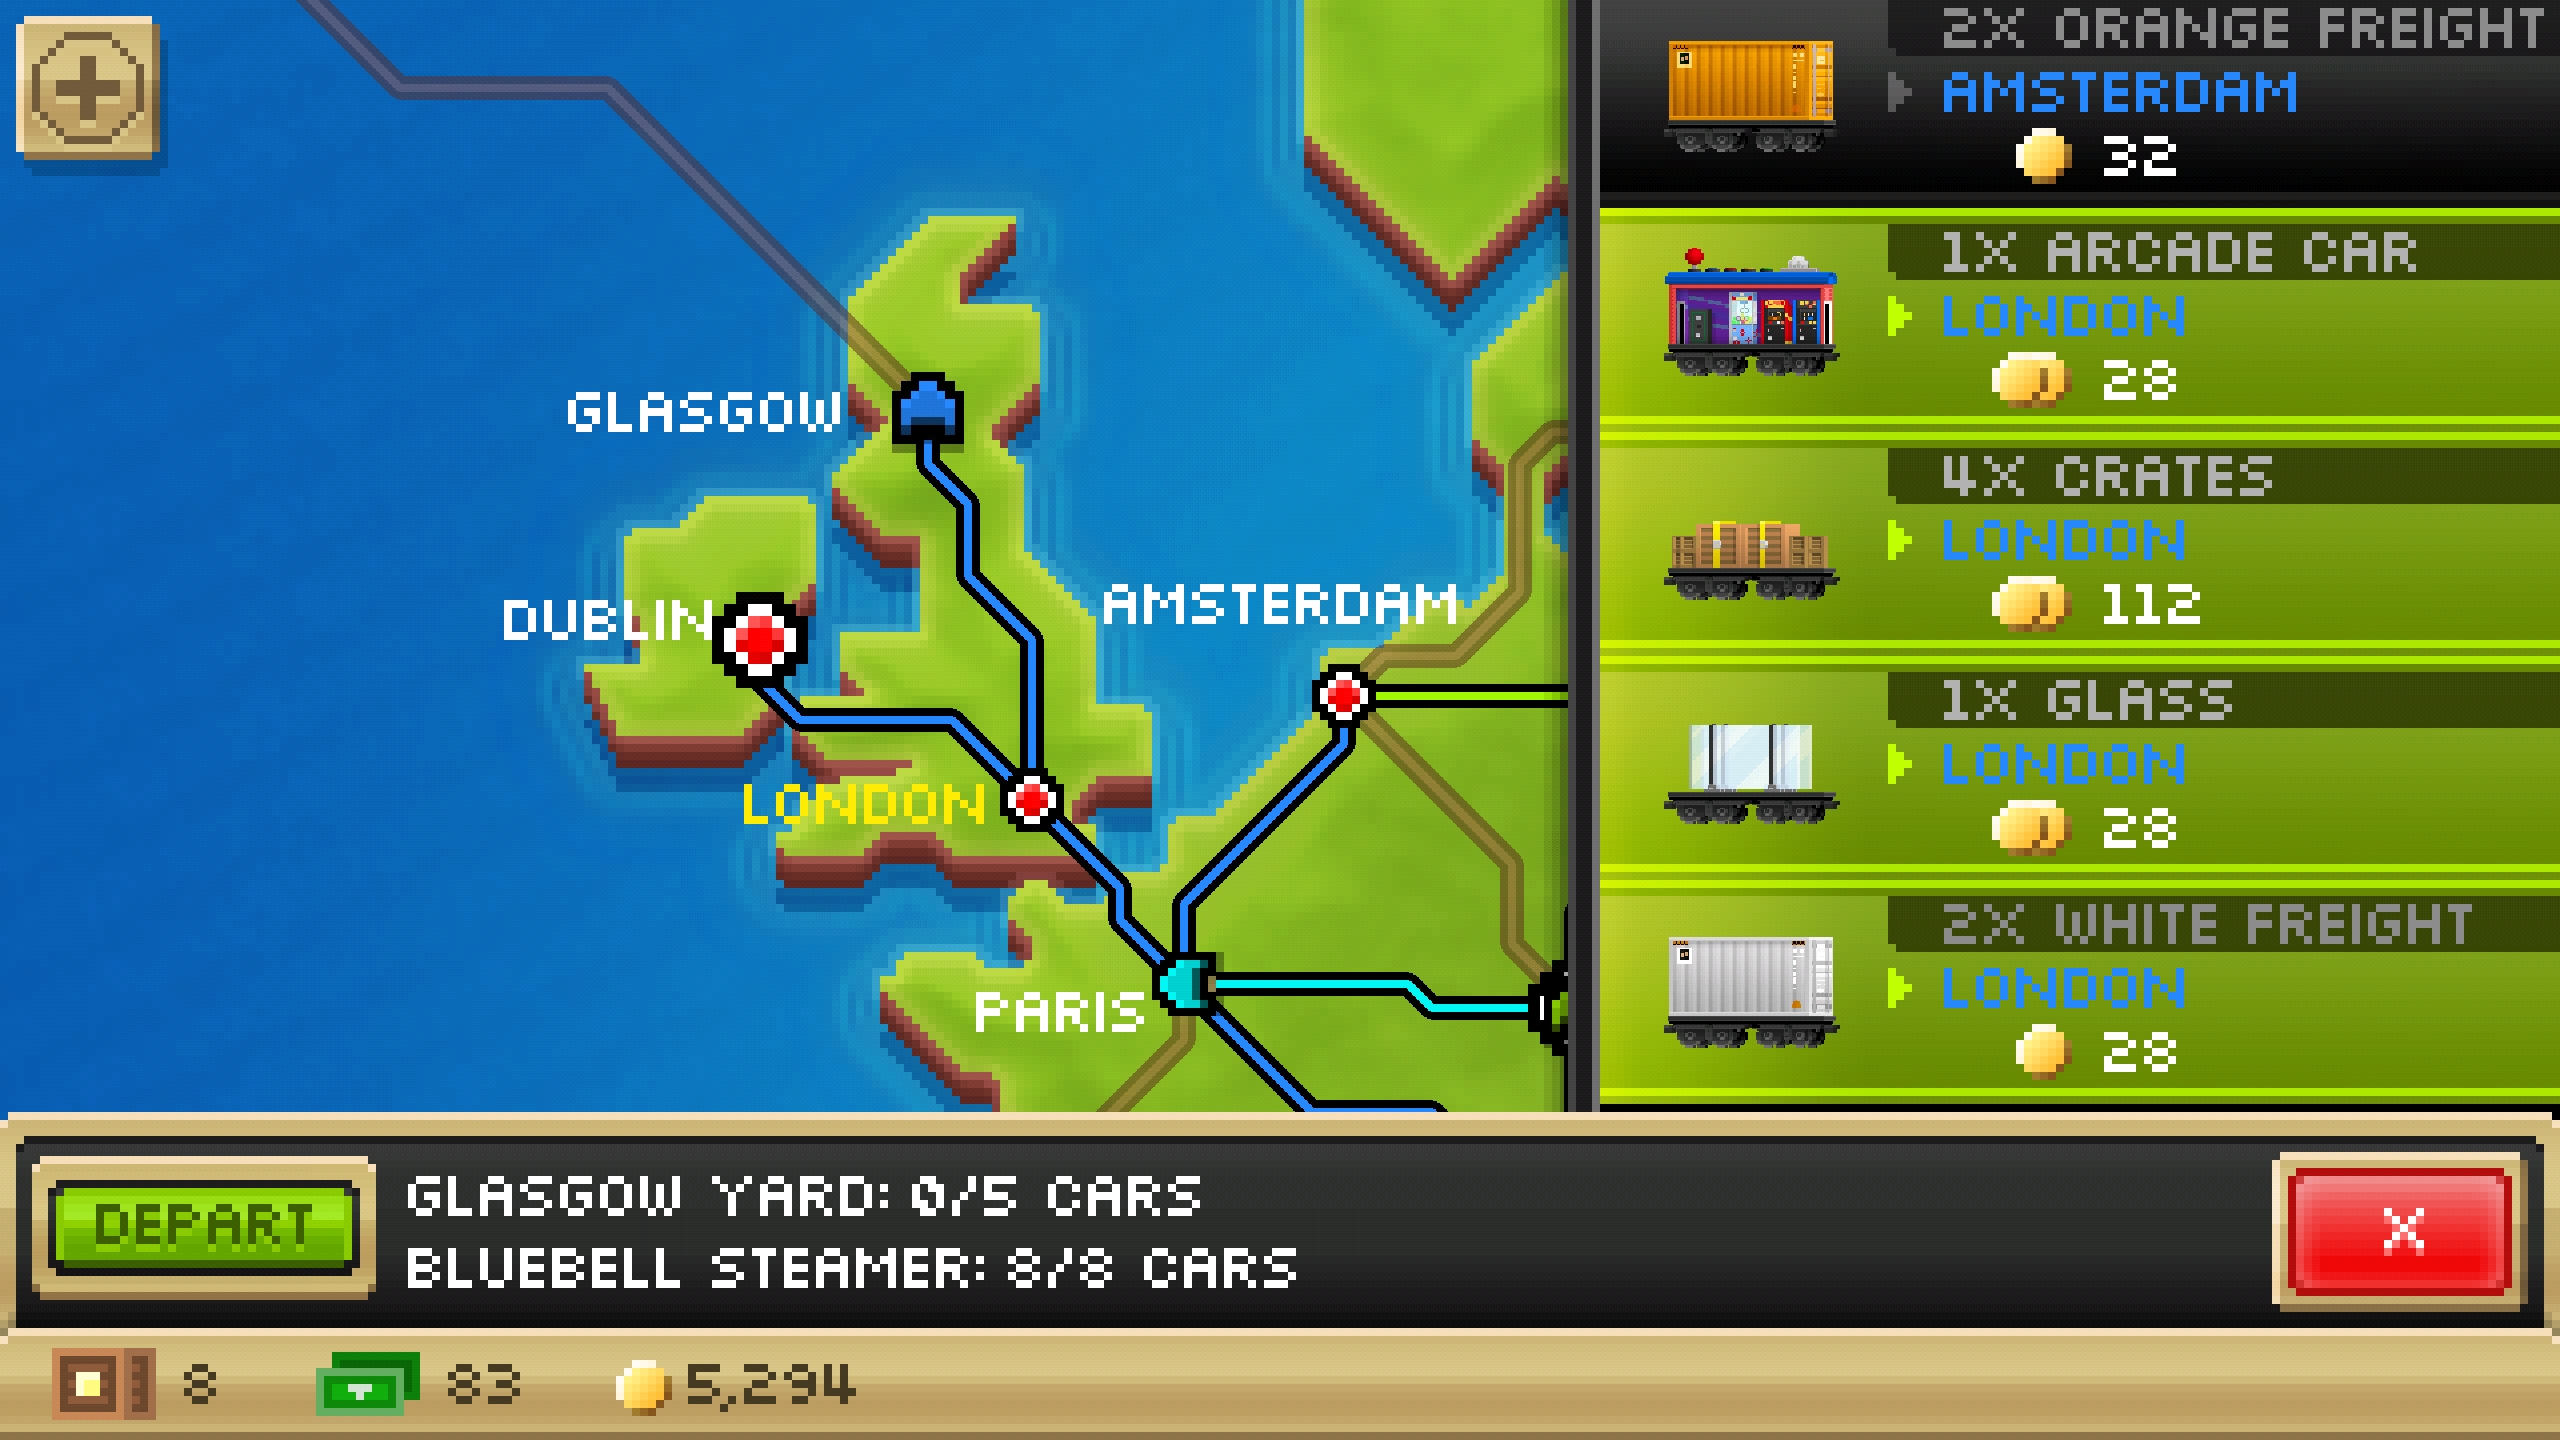 GLASGOW
DUBLIN
AMSTERDAM
LONDON
PARIS
2X ORANGE FREIGHT
AMSTERDAM
32
1X ARCADE CAR
LONDON
28
4X CRATES
LONDON
112
1X GLASS
LONDON
28
2X WHITE FREIGHT
LONDON
28
DEPART
GLASGOW YARD: 0/5 CARS
BLUEBELL STEAMER: 8/8 CARS
X
8
83
5,294